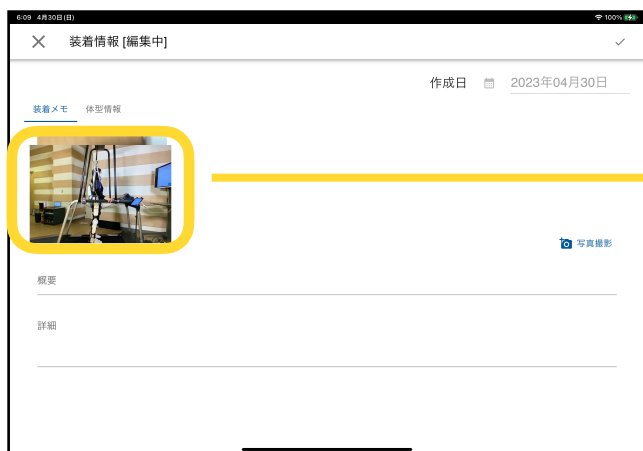 6:09 4月30日(日)
100%
装着情報 [編集中]
作成日 2023年04月30日
装着メモ 体型情報
写真撮影
概要
詳細